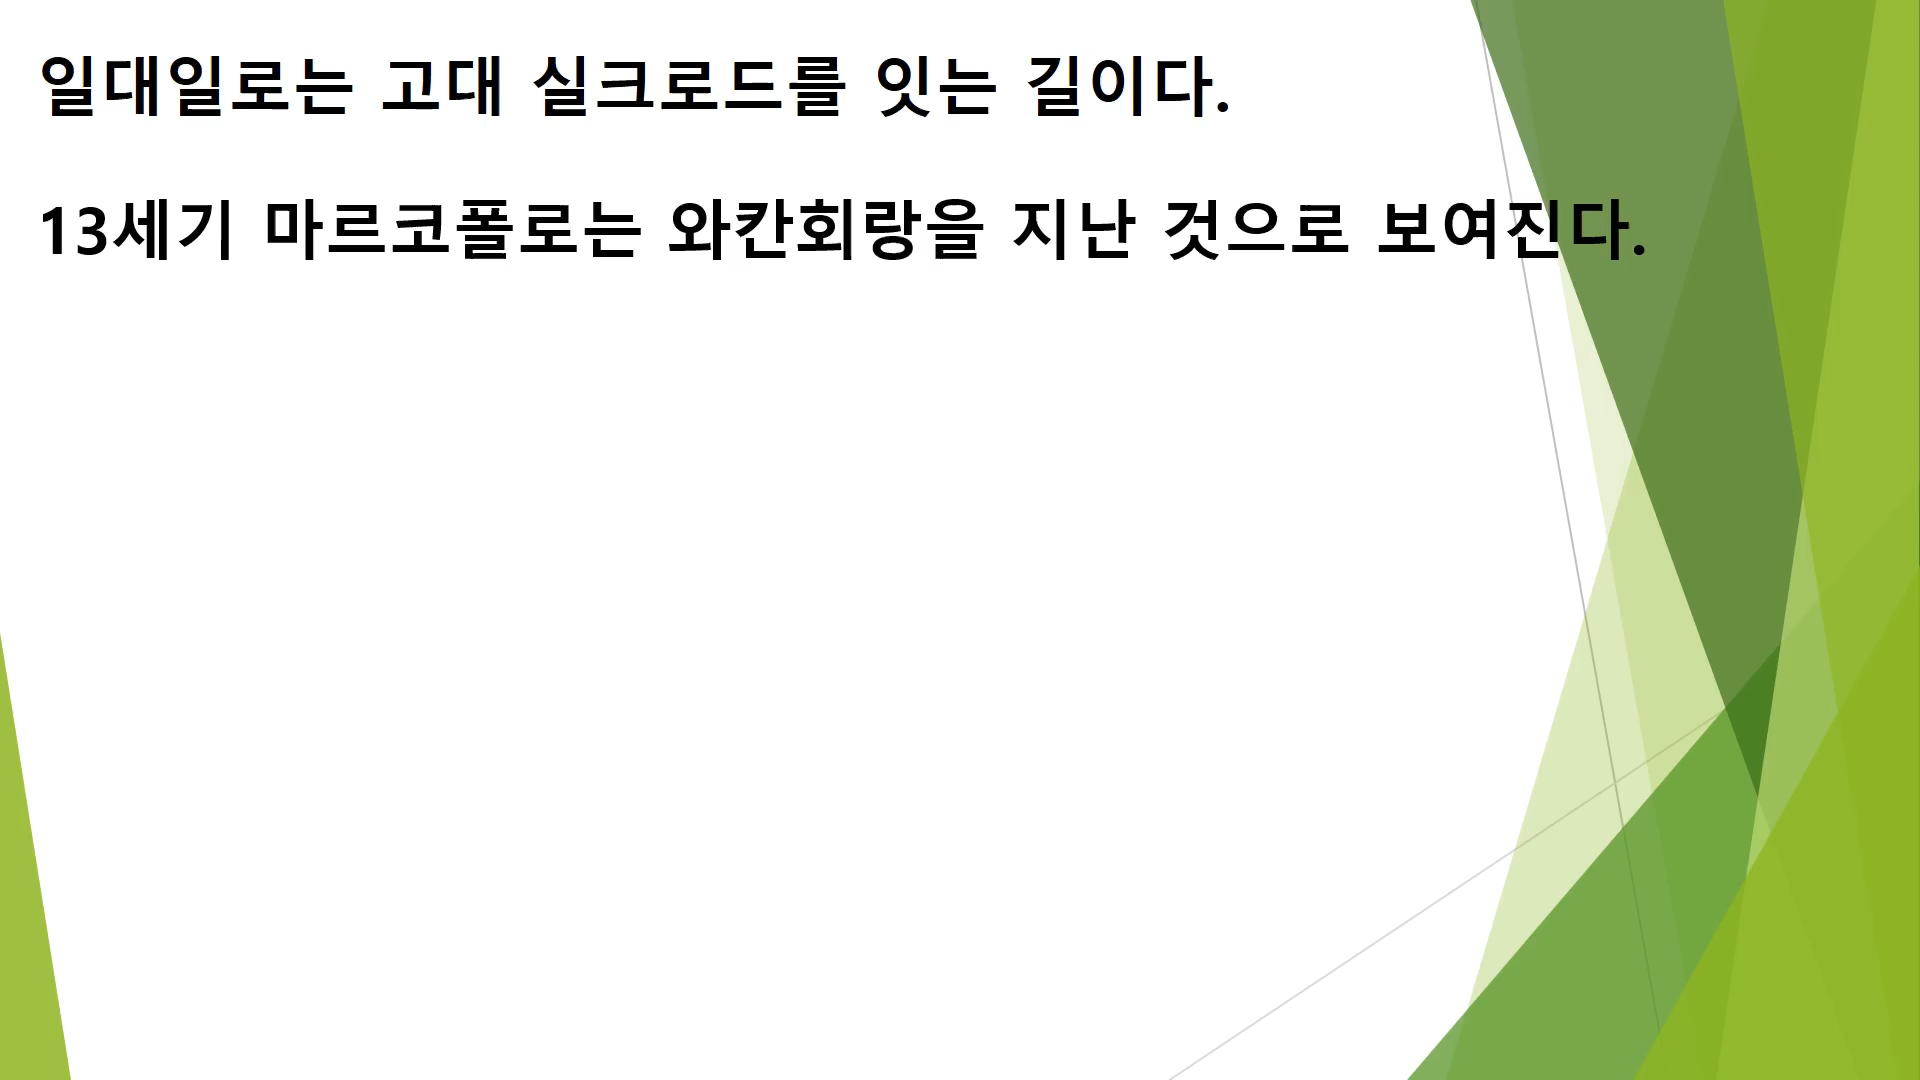 일대일로는 고대 실크로드를 잇는 길이다.
13세기 마르코폴로는 와칸회랑을 지난 것으로 보여진다.